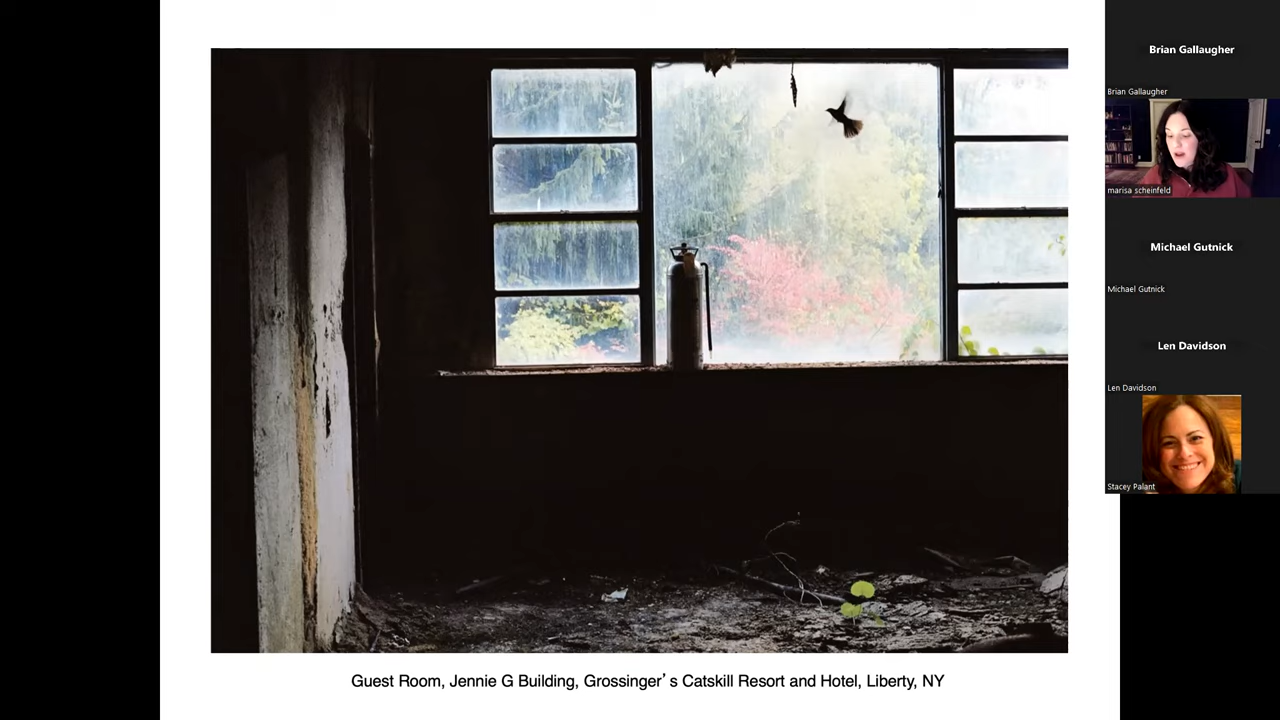 Brian Gallaugher
Brian Gallaugher
marisa scheinfeld
Michael Gutnick
Michael Gutnick
Len Davidson
Len Davidson
Stacey Palant
Guest Room, Jennie G Building, Grossinger’s Catskill Resort and Hotel, Liberty, NY